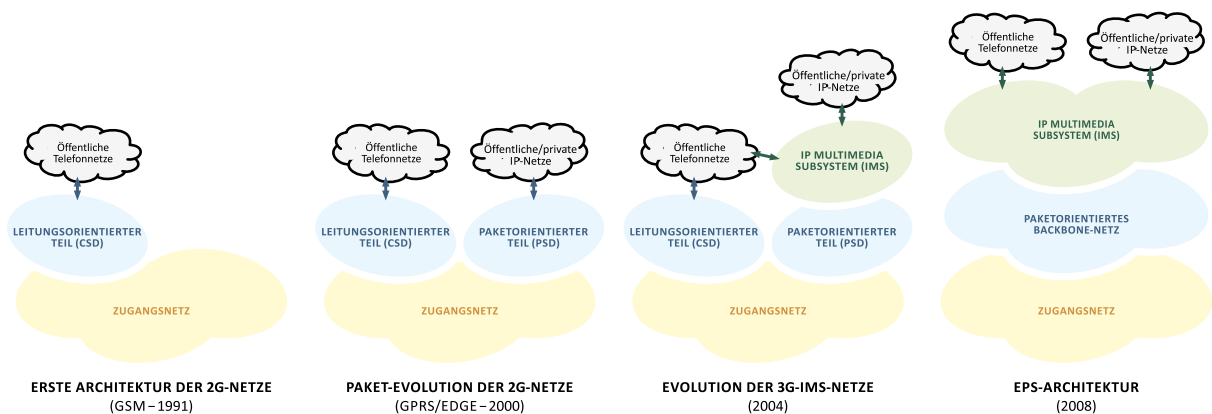 Öffentliche
Telefonnetze
LEITUNGSORIENTIERTER
TEIL (CSD)
ZUGANGSNETZ
ERSTE ARCHITEKTUR DER 2G-NETZE
(GSM – 1991)
Öffentliche
Telefonnetze
Öffentliche/private
IP-Netze
LEITUNGSORIENTIERTER
TEIL (CSD)
PAKETORIENTIERTER
TEIL (PSD)
ZUGANGSNETZ
PAKET-EVOLUTION DER 2G-NETZE
(GPRS/EDGE – 2000)
Öffentliche/private
IP-Netze
Öffentliche
Telefonnetze
IP MULTIMEDIA
SUBSYSTEM (IMS)
LEITUNGSORIENTIERTER
TEIL (CSD)
PAKETORIENTIERTER
TEIL (PSD)
ZUGANGSNETZ
EVOLUTION DER 3G-IMS-NETZE
(2004)
Öffentliche
Telefonnetze
Öffentliche/private
IP-Netze
IP MULTIMEDIA
SUBSYSTEM (IMS)
PAKETORIENTIERTES
BACKBONE-NETZ
ZUGANGSNETZ
EPS-ARCHITEKTUR
(2008)